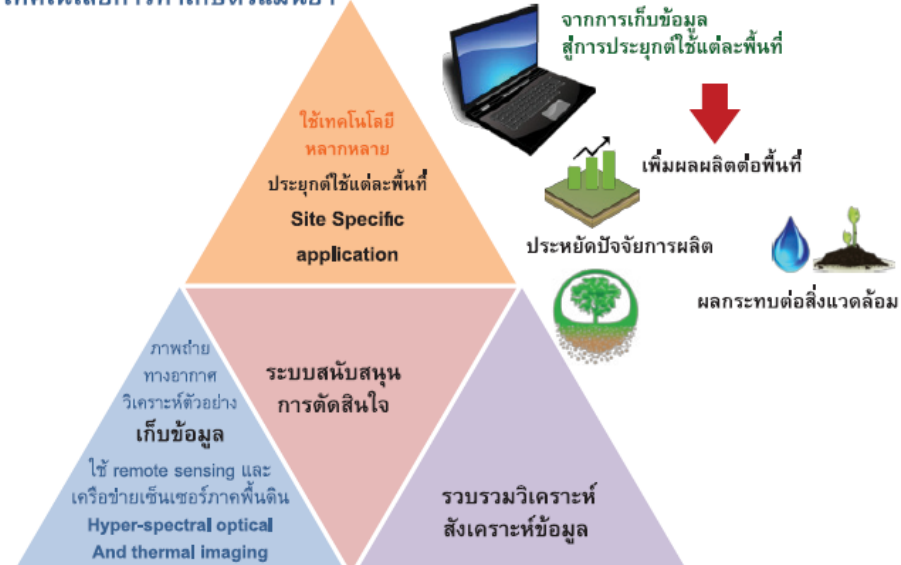 จากการเก็บข้อมูล
สู่การประยุกต์ใช้แต่ละพื้นที่
ใช้เทคโนโลยี
หลากหลาย
ประยุกต์ใช้แต่ละพื้นที่
Site Specific
application
เพิ่มผลผลิตต่อพื้นที่
ประหยัดปัจจัยการผลิต
ผลกระทบต่อสิ่งแวดล้อม
ภาพถ่าย
ทางอากาศ
วิเคราะห์ตัวอย่าง
เก็บข้อมูล
ใช้ remote sensing และ
เครือข่ายเซ็นเซอร์ภาคพื้นดิน
Hyper-spectral optical
And thermal imaging
ระบบสนับสนุน
การตัดสินใจ
รวบรวมวิเคราะห์
สังเคราะห์ข้อมูล